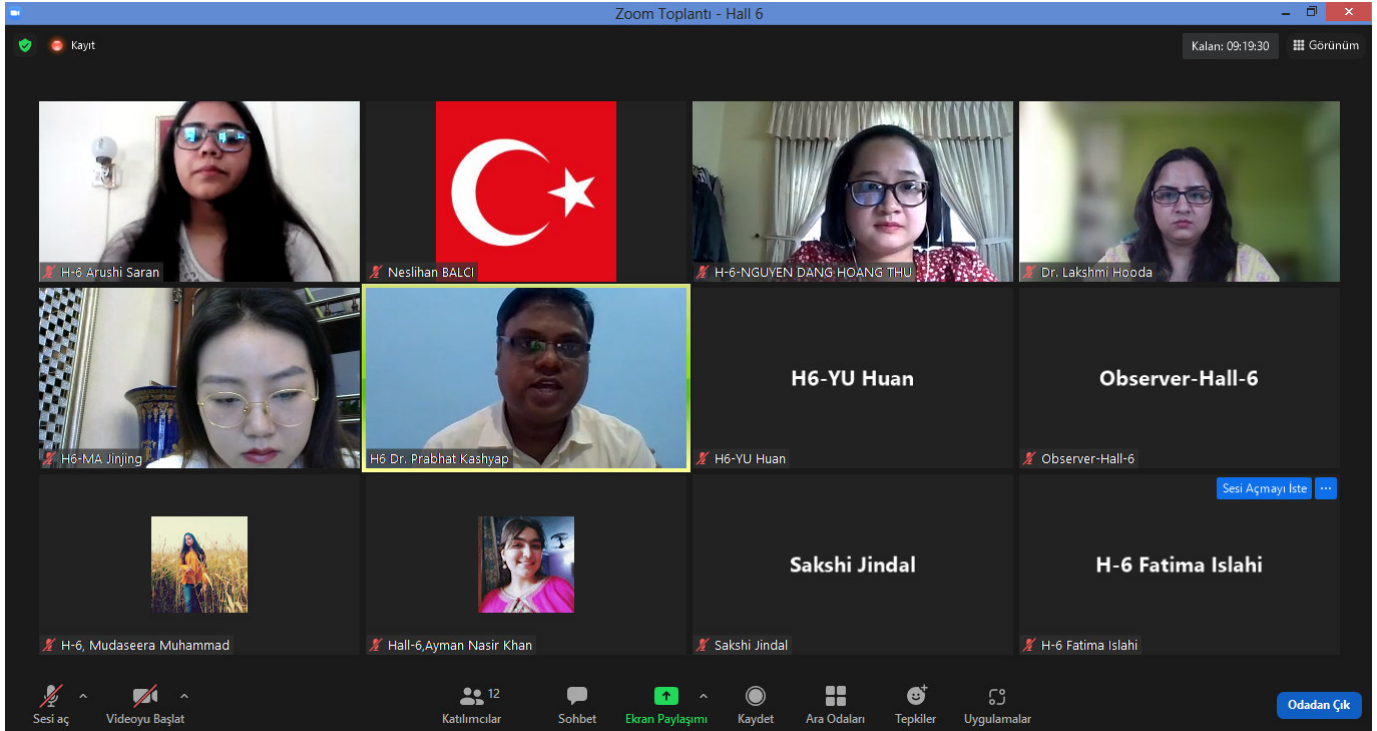 Zoom Toplantı - Hall 6
Kayıt
Kalan: 09:19:30
Görünüm
H-6 Arushi Saran
Neslihan BALCI
H-6-NGUYEN DANG HOANG THU
Dr. Lakshmi Hooda
H6-MA Jinjing
H6 Dr. Prabhat Kashyap
H6-YU Huan
H6-YU Huan
Observer-Hall-6
Observer-Hall-6
H-6, Mudaseera Muhammad
Hall-6,Ayman Nasir Khan
Sakshi Jindal
Sakshi Jindal
Sesi Açmayı İste
H-6 Fatima Islahi
H-6 Fatima Islahi
Sesi aç
Videoyu Başlat
12
Katılımcılar
Sohbet
Ekran Paylaşımı
Kaydet
Ara Odaları
Tepkiler
Uygulamalar
Odadan Çık